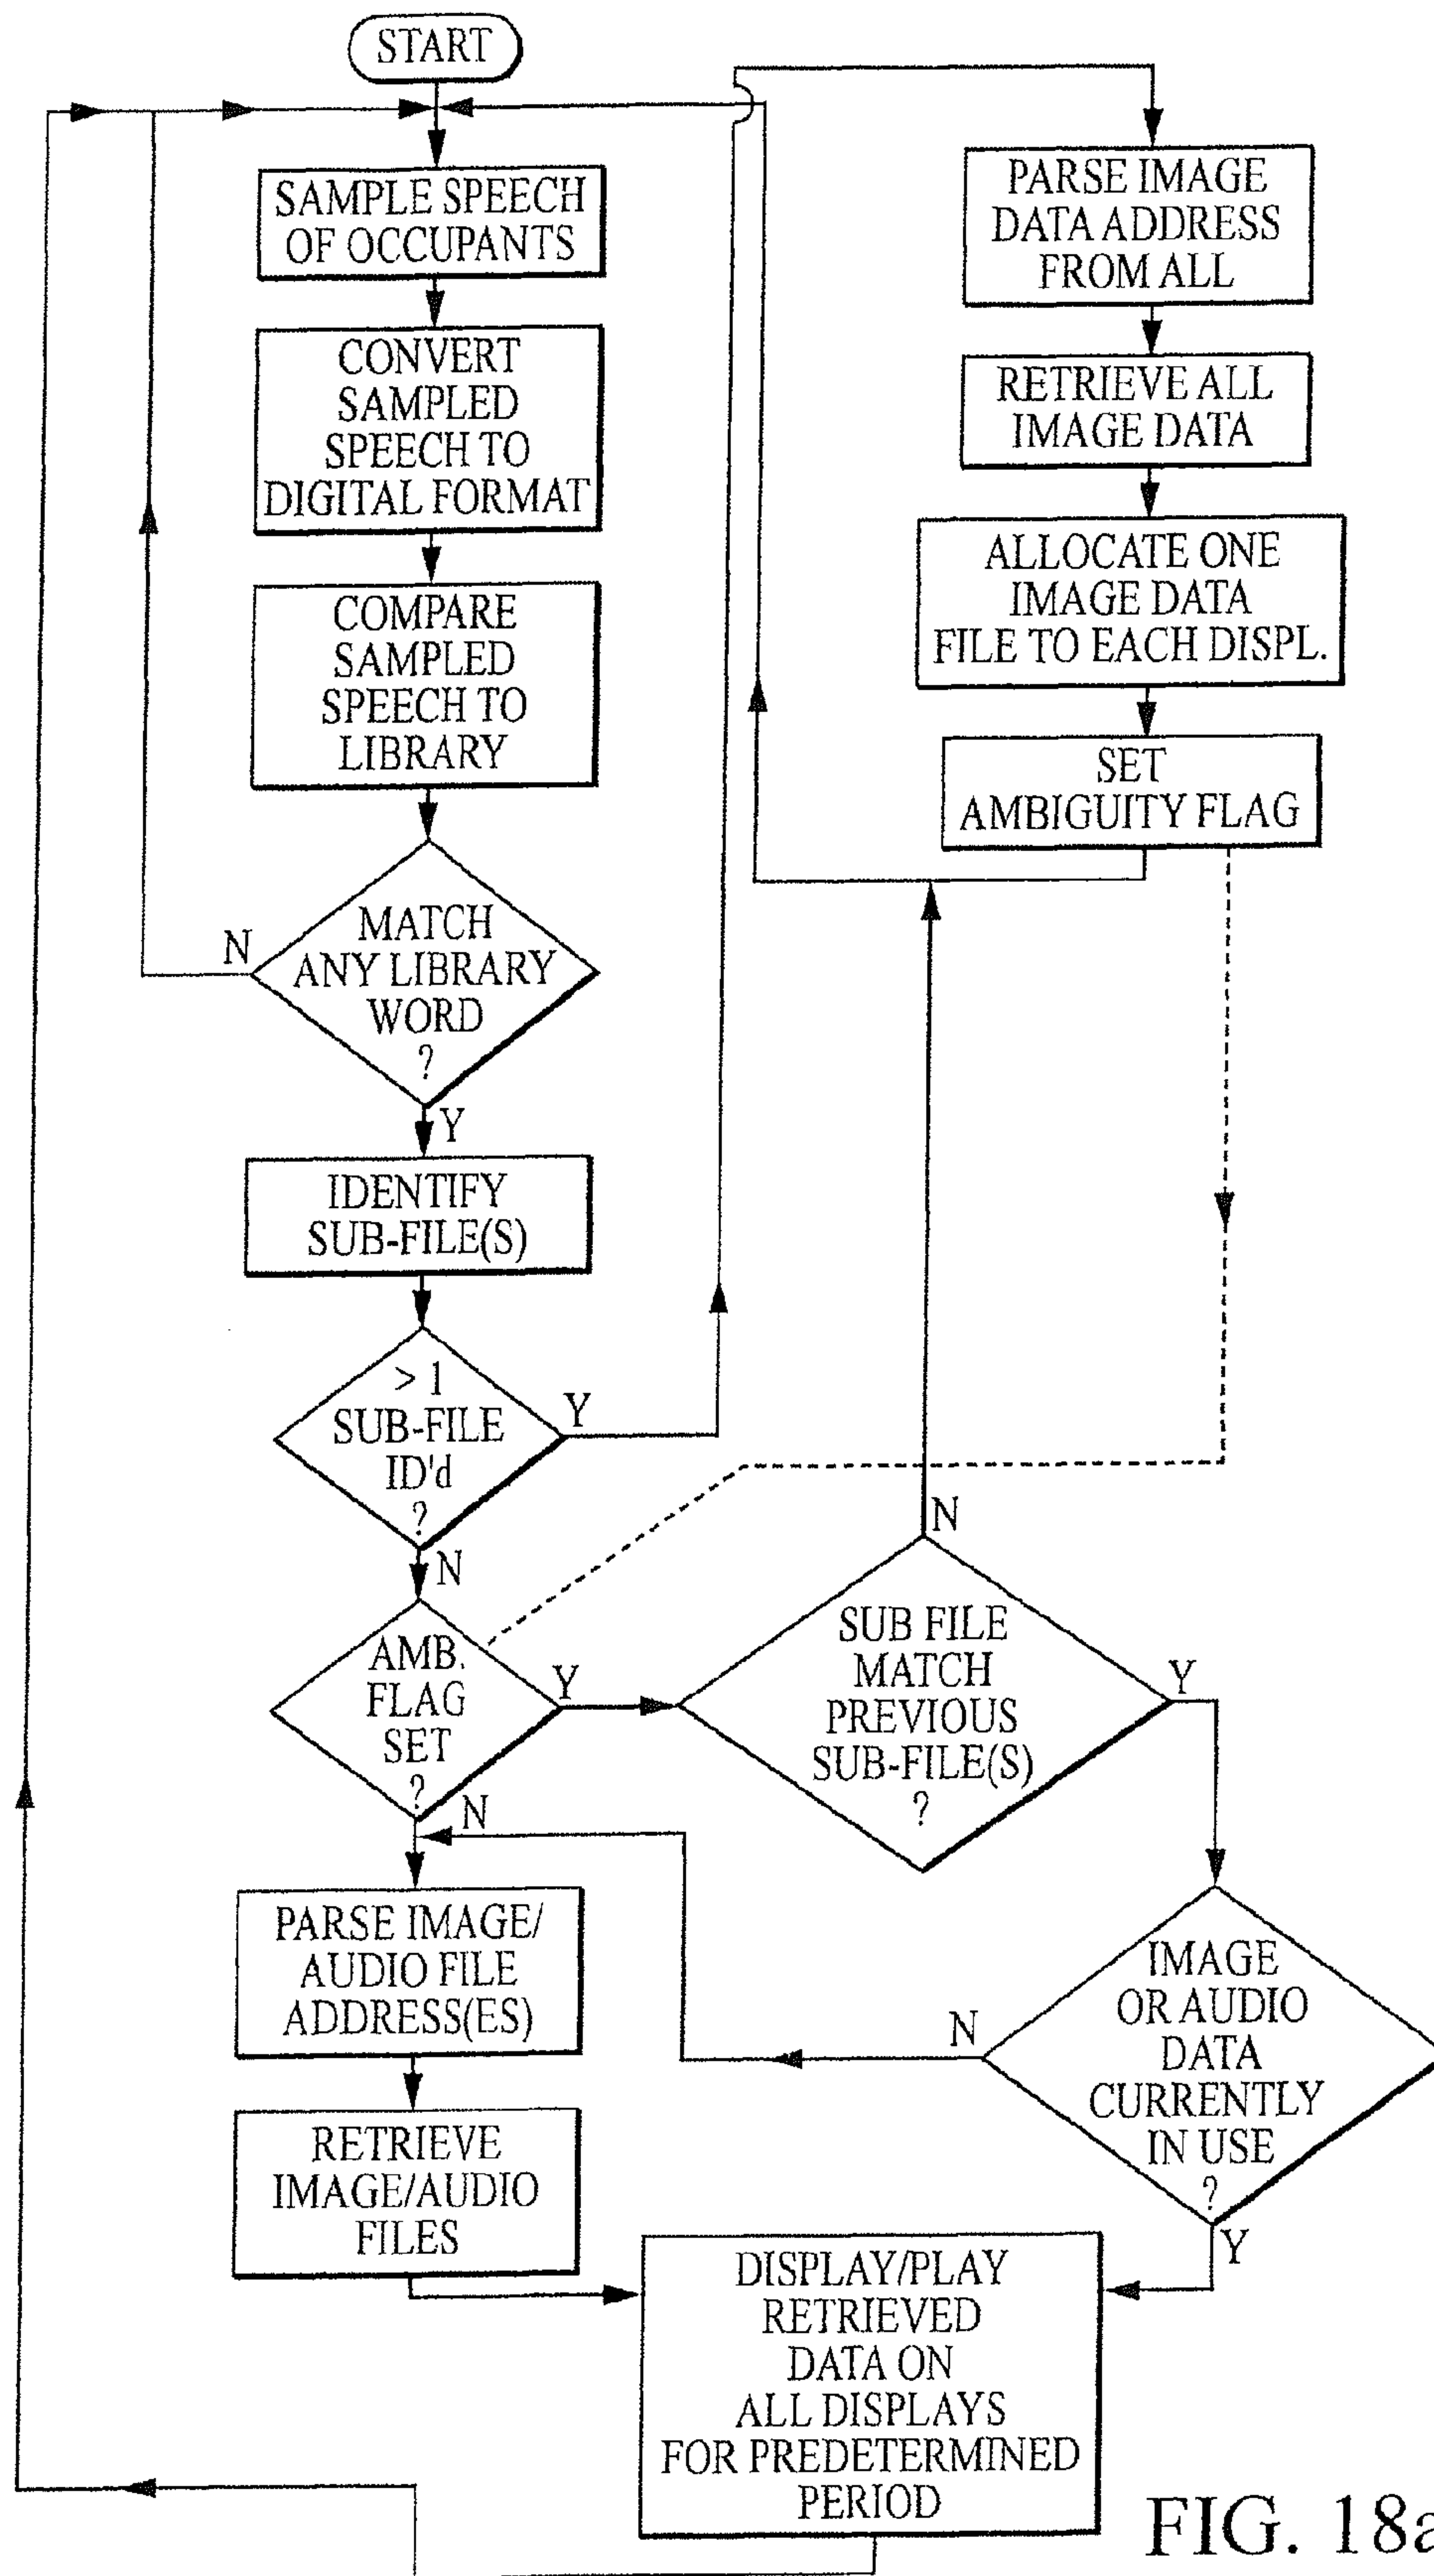 START
SAMPLE SPEECH
OF OCCUPANTS
CONVERT
SAMPLED
SPEECH TO
DIGITAL FORMAT
COMPARE
SAMPLED
SPEECH TO
LIBRARY
MATCH
ANY LIBRARY
WORD
?
N
Y
IDENTIFY
SUB-FILE(S)
> 1
SUB-FILE
ID'd
?
Y
N
AMB.
FLAG
SET
?
Y
N
PARSE IMAGE/
AUDIO FILE
ADDRESS(ES)
RETRIEVE
IMAGE/AUDIO
FILES
PARSE IMAGE
DATA ADDRESS
FROM ALL
RETRIEVE ALL
IMAGE DATA
ALLOCATE ONE
IMAGE DATA
FILE TO EACH DISPL.
SET
AMBIGUITY FLAG
N
SUB FILE
MATCH
PREVIOUS
SUB-FILE(S)
?
Y
IMAGE
OR AUDIO
DATA
CURRENTLY
IN USE
?
N
Y
DISPLAY/PLAY
RETRIEVED
DATA ON
ALL DISPLAYS
FOR PREDETERMINED
PERIOD
FIG. 18a